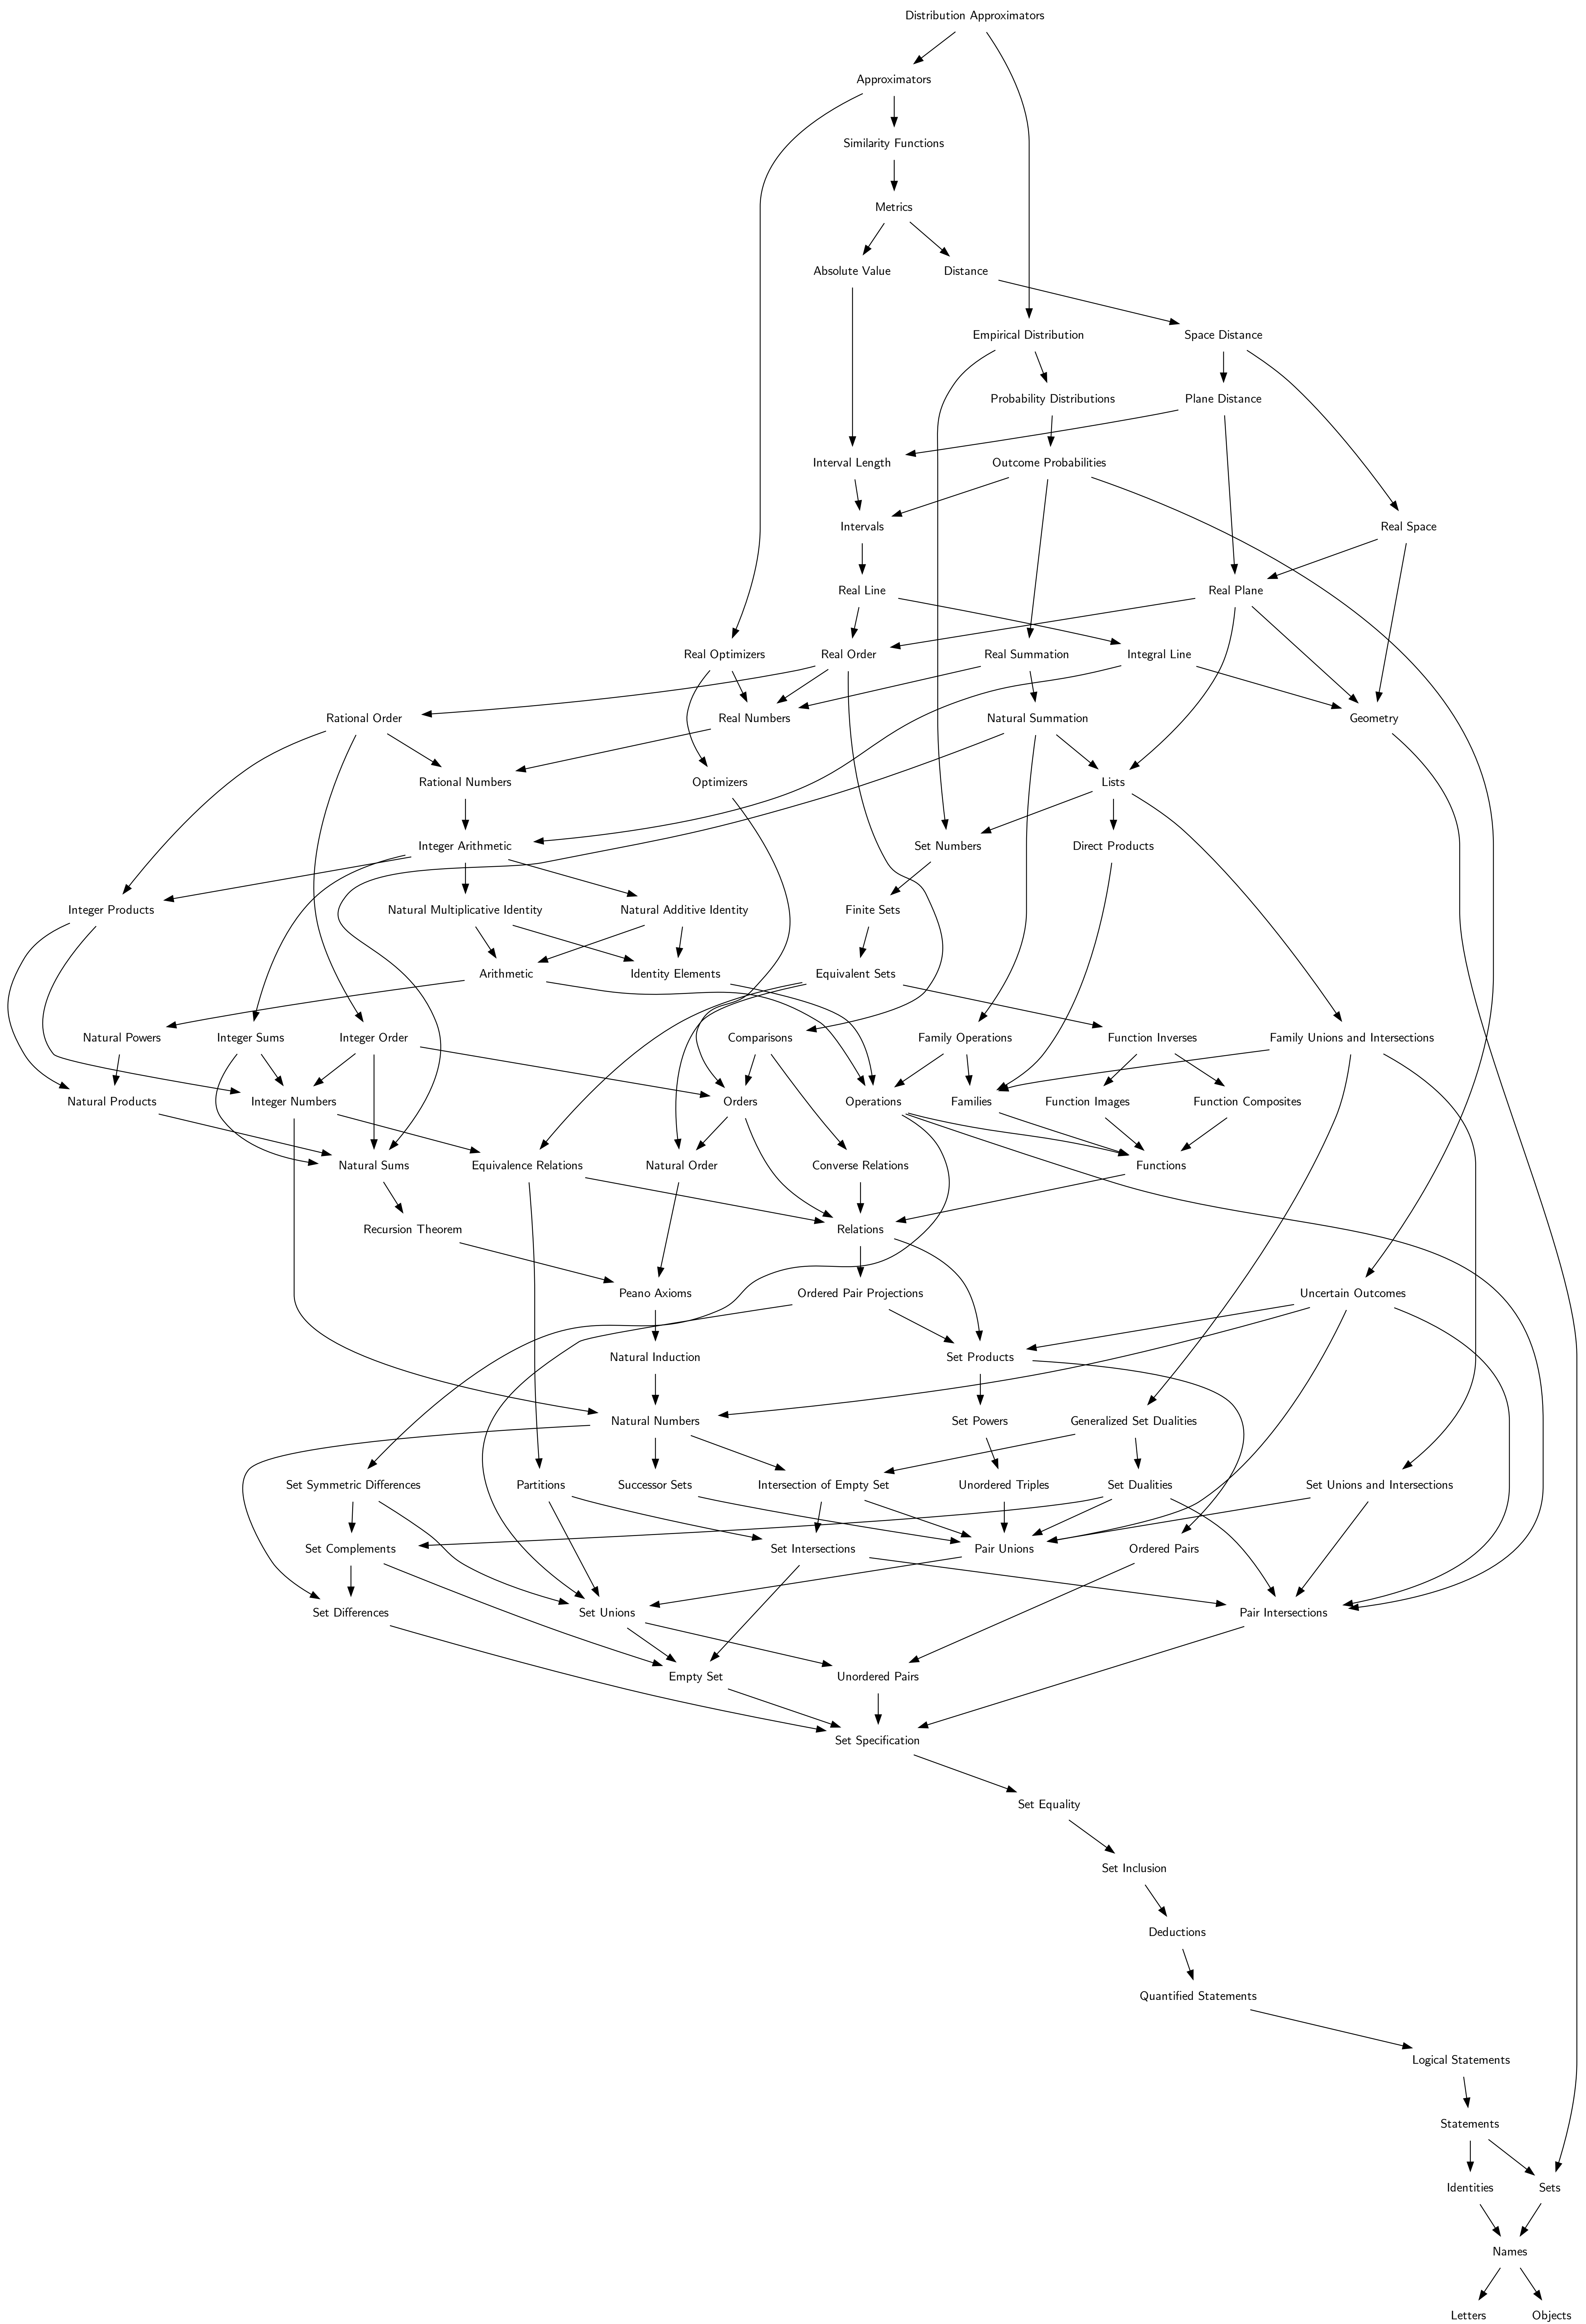 Distribution Approximators
Approximators
Similarity Functions
Metrics
Absolute Value
Distance
Empirical Distribution
Space Distance
Probability Distributions
Plane Distance
Interval Length
Outcome Probabilities
Intervals
Real Space
Real Line
Real Plane
Real Optimizers
Real Order
Real Summation
Integral Line
Rational Order
Real Numbers
Natural Summation
Geometry
Rational Numbers
Optimizers
Lists
Integer Arithmetic
Set Numbers
Direct Products
Integer Products
Natural Multiplicative Identity
Natural Additive Identity
Finite Sets
Arithmetic
Identity Elements
Equivalent Sets
Natural Powers
Integer Sums
Integer Order
Comparisons
Family Operations
Function Inverses
Family Unions and Intersections
Natural Products
Integer Numbers
Orders
Operations
Families
Function Images
Function Composites
Natural Sums
Equivalence Relations
Natural Order
Converse Relations
Functions
Recursion Theorem
Relations
Peano Axioms
Ordered Pair Projections
Uncertain Outcomes
Natural Induction
Set Products
Natural Numbers
Set Powers
Generalized Set Dualities
Set Symmetric Differences
Partitions
Successor Sets
Intersection of Empty Set
Unordered Triples
Set Dualities
Set Unions and Intersections
Set Complements
Set Intersections
Pair Unions
Ordered Pairs
Set Differences
Set Unions
Pair Intersections
Empty Set
Unordered Pairs
Set Specification
Set Equality
Set Inclusion
Deductions
Quantified Statements
Logical Statements
Statements
Identities
Sets
Names
Letters
Objects